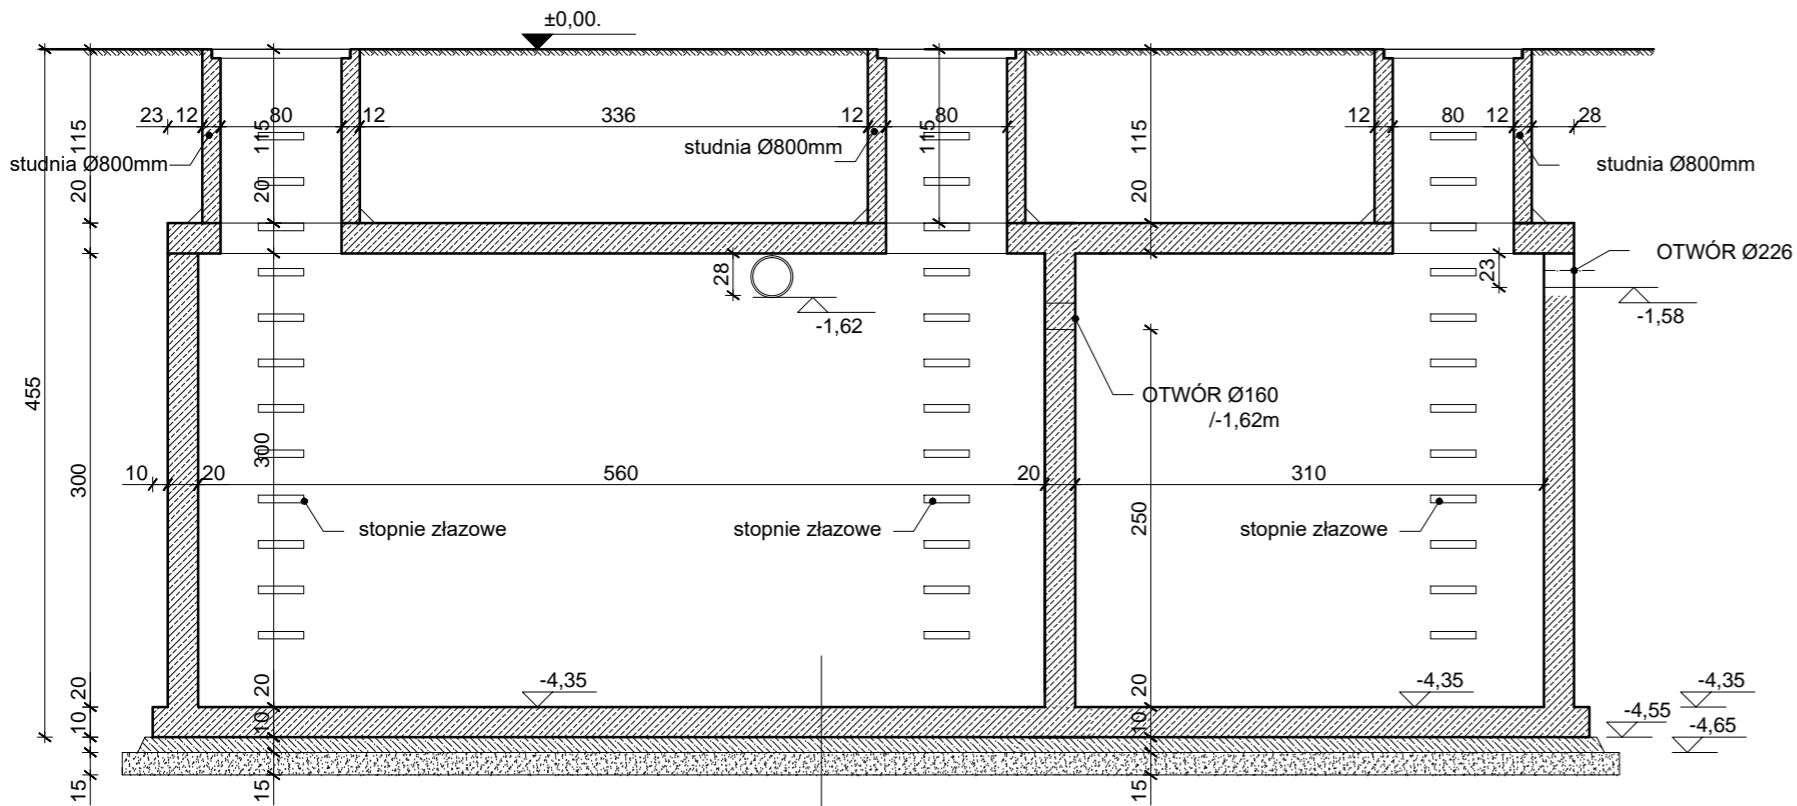 ±0,00.
23 12 80 12 336 12 80 12 80 12 28
115
115
115
115
studnia Ø800mm
studnia Ø800mm
studnia Ø800mm
20
20
20
28
-1,62
23
OTWÓR Ø226
-1,58
OTWÓR Ø160
/-1,62m
455
300
300
250
10 20 560 20 310
stopnie złazowe
stopnie złazowe
stopnie złazowe
20
20
20
-4,35
-4,35
-4,35
-4,55
-4,65
10
10
10
15
15
15